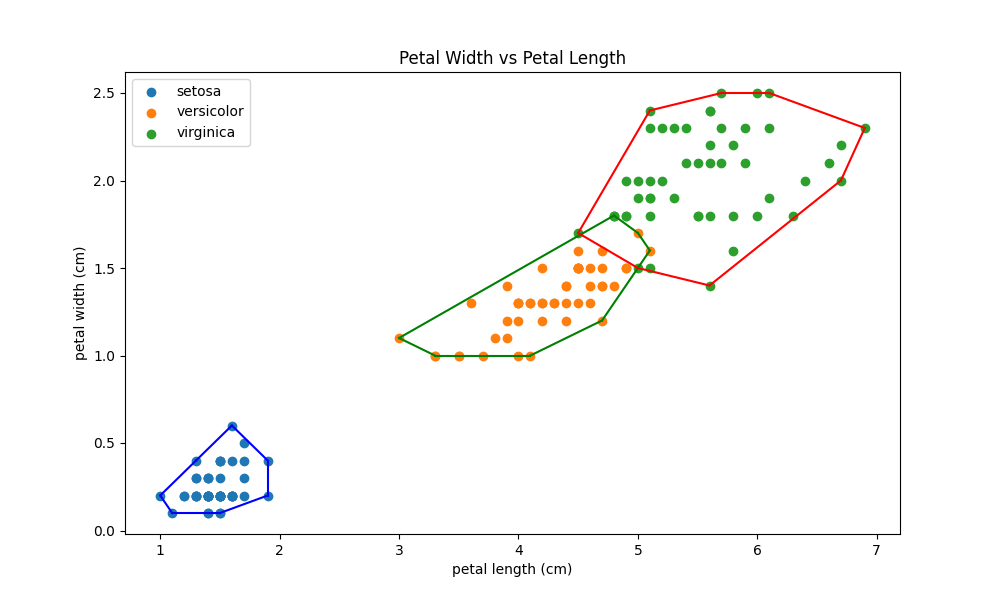 Petal Width vs Petal Length
setosa
versicolor
virginica
petal width (cm)
2.5
2.0
1.5
1.0
0.5
0.0
1 2 3 4 5 6 7
petal length (cm)